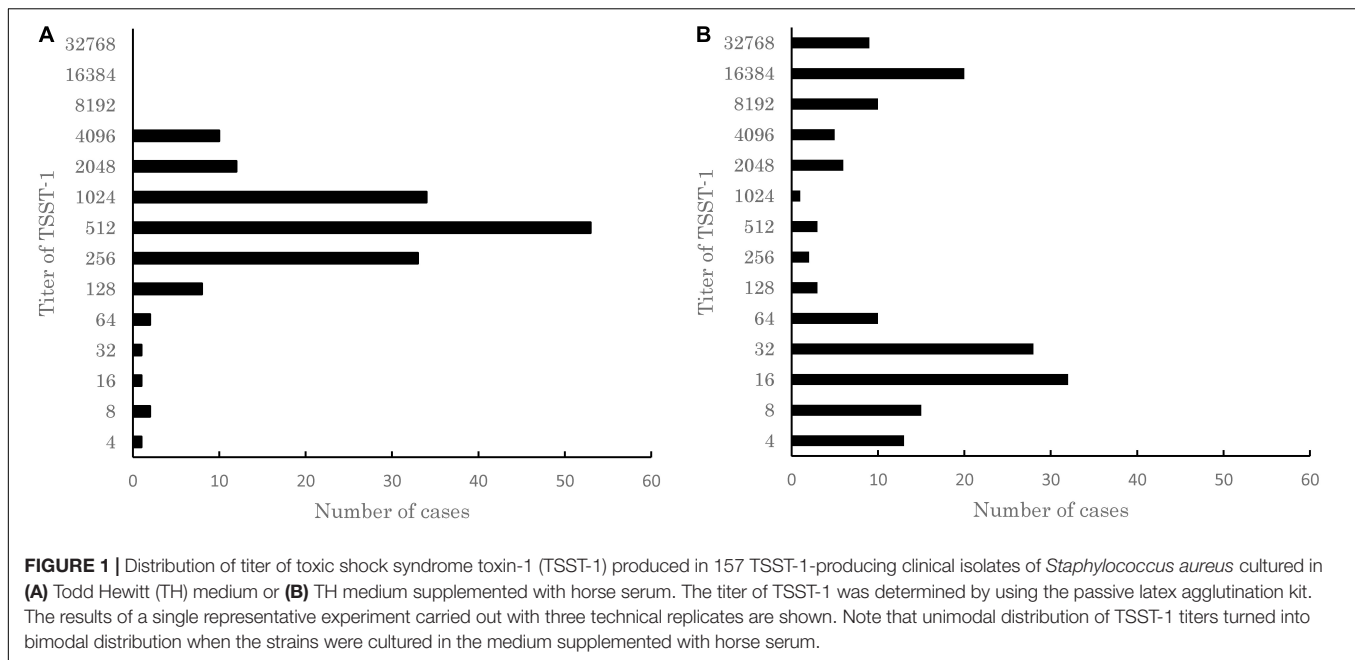 A
Titer of TSST-1
32768
16384
8192
4096
2048
1024
512
256
128
64
32
16
8
4
0 10 20 30 40 50 60
Number of cases
B
Titer of TSST-1
32768
16384
8192
4096
2048
1024
512
256
128
64
32
16
8
4
0 10 20 30 40 50 60
Number of cases
FIGURE 1 | Distribution of titer of toxic shock syndrome toxin-1 (TSST-1) produced in 157 TSST-1-producing clinical isolates of Staphylococcus aureus cultured in
(A) Todd Hewitt (TH) medium or (B) TH medium supplemented with horse serum. The titer of TSST-1 was determined by using the passive latex agglutination kit.
The results of a single representative experiment carried out with three technical replicates are shown. Note that unimodal distribution of TSST-1 titers turned into
bimodal distribution when the strains were cultured in the medium supplemented with horse serum.